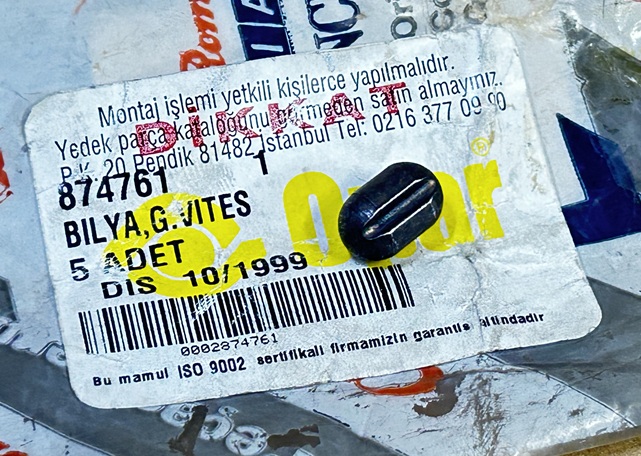 Montaj işlemi yetkili kişilerce yapılmalıdır.
Yedek parça kataloğunu görmeden satın almayınız.
DİKKAT
P.K. 20 Pendik 81482 İstanbul Tel: 0216 377 09 90
874761 1
BILYA,G.VITES
5 ADET
DIS 10/1999
0002874761
Bu mamul ISO 9002 sertifikalı firmamızın garantisi altındadır